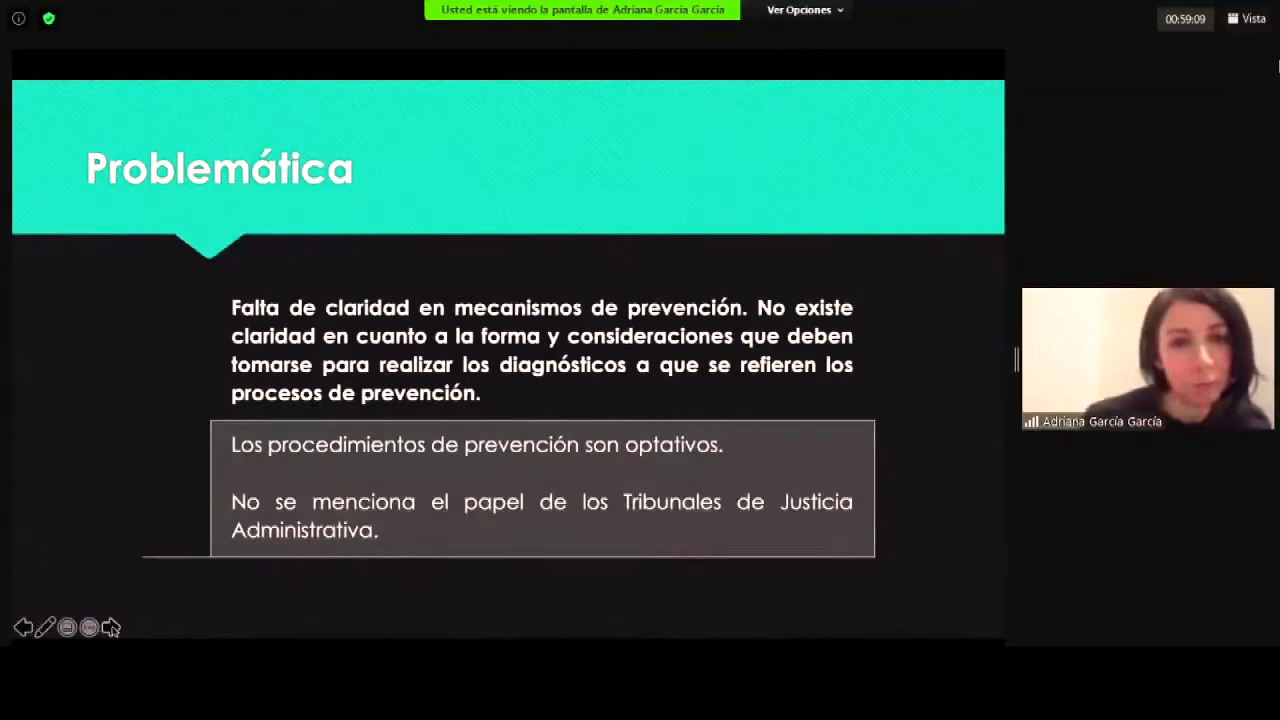 Usted está viendo la pantalla de Adriana García García
Ver Opciones
00:59:09
Vista
Problemática
Falta de claridad en mecanismos de prevención. No existe
claridad en cuanto a la forma y consideraciones que deben
tomarse para realizar los diagnósticos a que se refieren los
procesos de prevención.
Los procedimientos de prevención son optativos.
No se menciona el papel de los Tribunales de Justicia
Administrativa.
Adriana García García